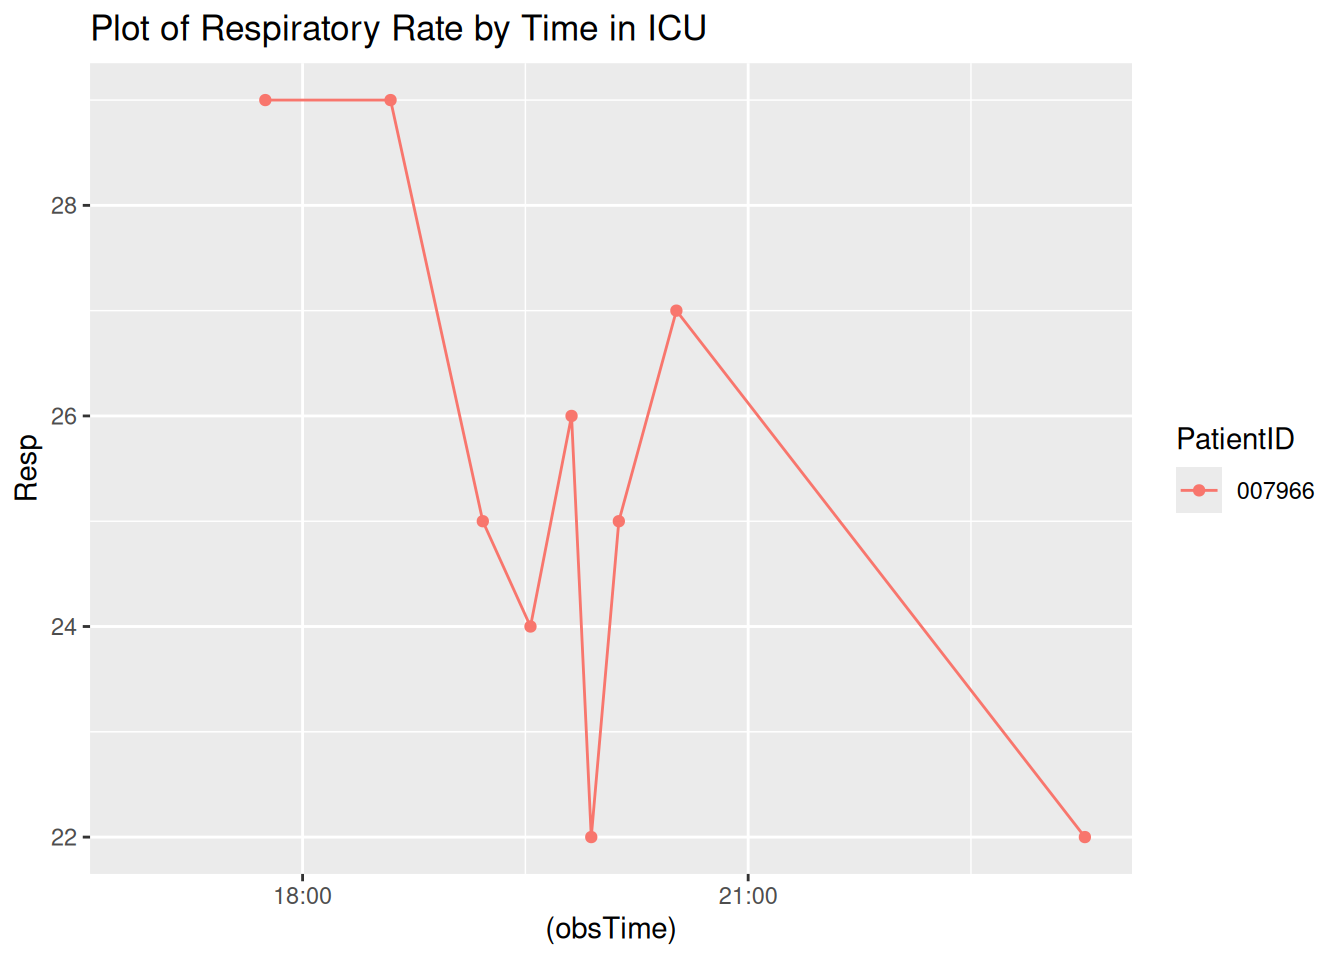 Plot of Respiratory Rate by Time in ICU
28
26
24
22
Resp
18:00
21:00
(obsTime)
PatientID
007966